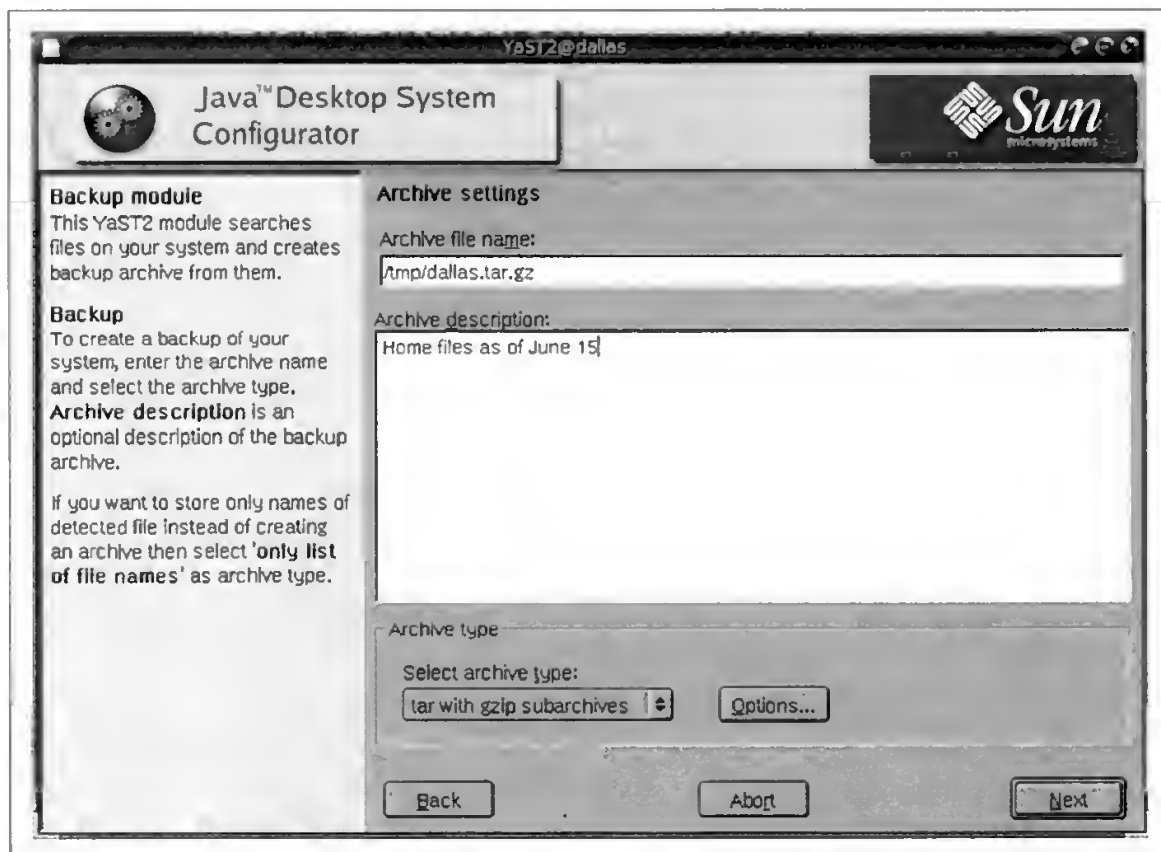 YaST2@dallas
Java™ Desktop System
Configurator
Sun
microsystems
Backup module
This YaST2 module searches
files on your system and creates
backup archive from them.
Backup
To create a backup of your
system, enter the archive name
and select the archive type.
Archive description is an
optional description of the backup
archive.
If you want to store only names of
detected file instead of creating
an archive then select 'only list
of file names' as archive type.
Archive settings
Archive file name:
/tmp/dallas.tar.gz
Archive description:
Home files as of June 15
Archive type
Select archive type:
tar with gzip subarchives
Options...
Back
Abort
Next